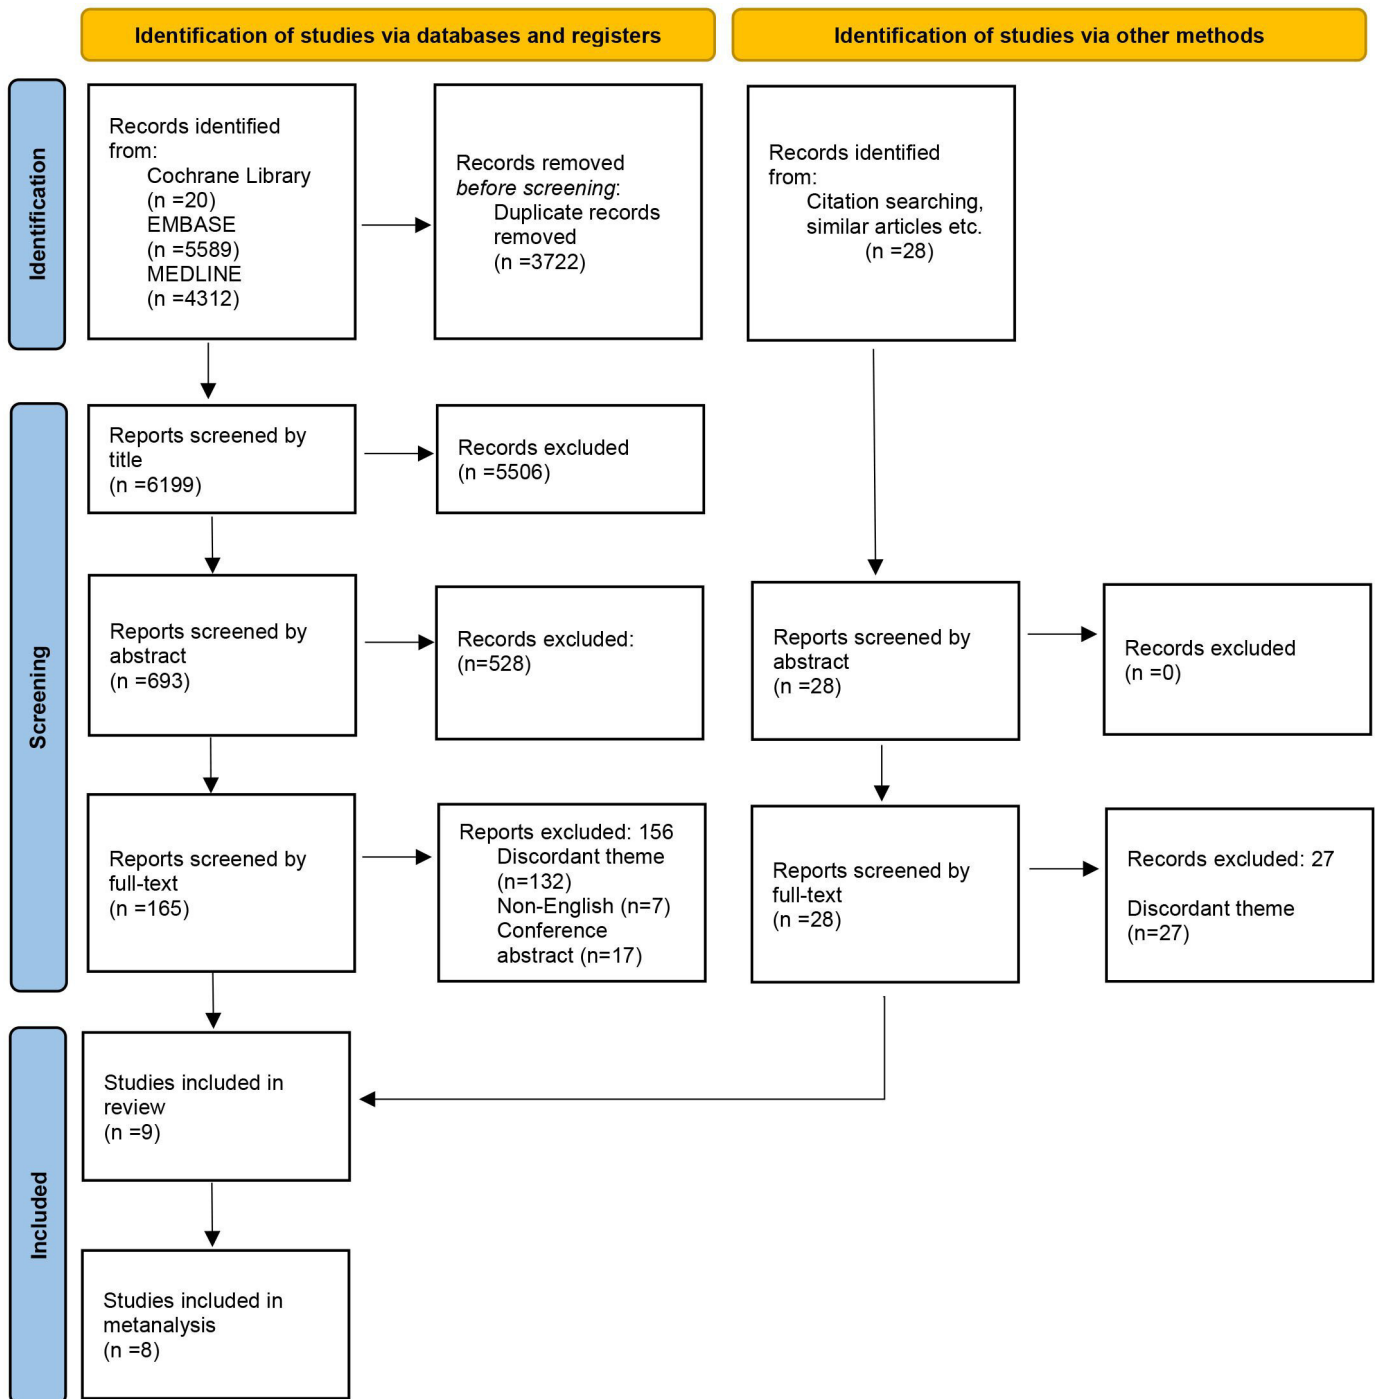 Identification of studies via databases and registers
Identification of studies via other methods
Identification
Records identified
from:
Cochrane Library
(n =20)
EMBASE
(n =5589)
MEDLINE
(n =4312)
Records removed
before screening:
Duplicate records
removed
(n =3722)
Records identified
from:
Citation searching,
similar articles etc.
(n =28)
Screening
Reports screened by
title
(n =6199)
Records excluded
(n =5506)
Reports screened by
abstract
(n =693)
Records excluded:
(n=528)
Reports screened by
abstract
(n =28)
Records excluded
(n =0)
Reports screened by
full-text
(n =165)
Reports excluded: 156
Discordant theme
(n=132)
Non-English (n=7)
Conference
abstract (n=17)
Reports screened by
full-text
(n =28)
Records excluded: 27
Discordant theme
(n=27)
Included
Studies included in
review
(n =9)
Studies included in
metanalysis
(n =8)